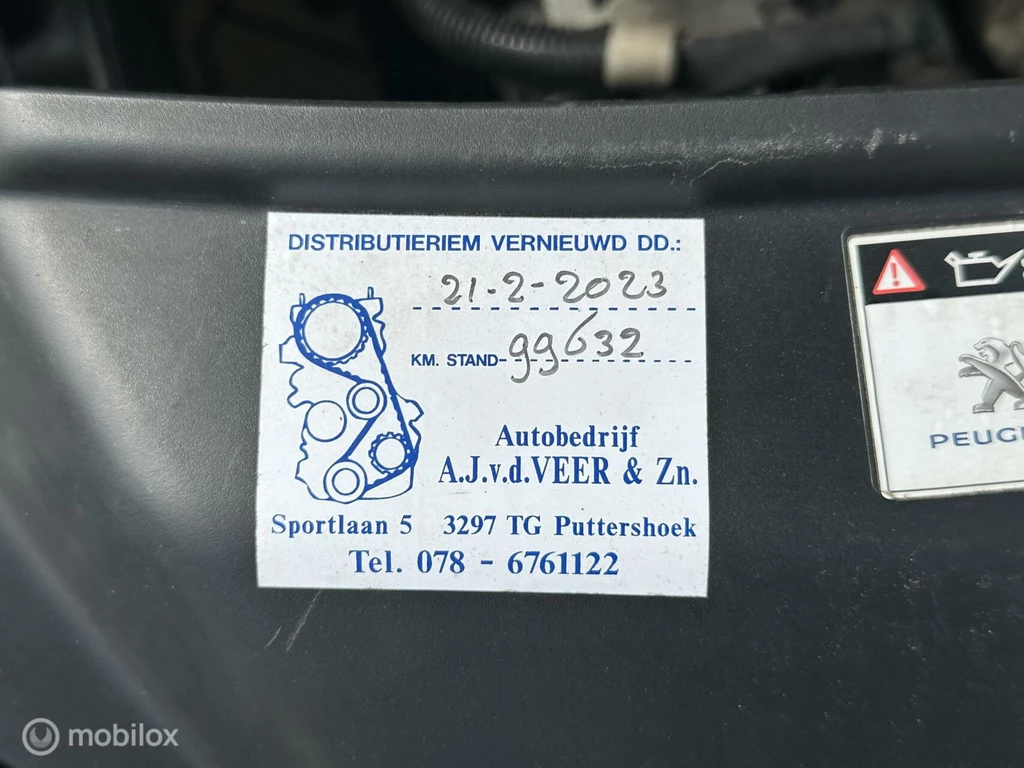 DISTRIBUTIERIEM VERNIEUWD DD.:
21-2-2023
KM. STAND 99632
Autobedrijf
A.J.v.d.VEER & Zn.
Sportlaan 5 3297 TG Puttershoek
Tel. 078 - 6761122
PEUG
mobilox